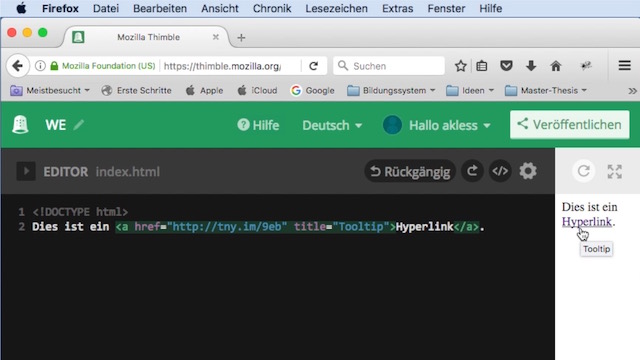 Firefox Datei Bearbeiten Ansicht Chronik Lesezeichen Extras Fenster Hilfe
Mozilla Thimble
Mozilla Foundation (US) https://thimble.mozilla.org/ Suchen
Meistbesucht Erste Schritte Apple iCloud Google Bildungssystem Ideen Master-Thesis
WE Hilfe Deutsch Hallo akless Veröffentlichen
EDITOR index.html Rückgängig
1 <!DOCTYPE html>
2 Dies ist ein <a href="http://tny.im/9eb" title="Tooltip">Hyperlink</a>.
Dies ist ein
Hyperlink.
Tooltip